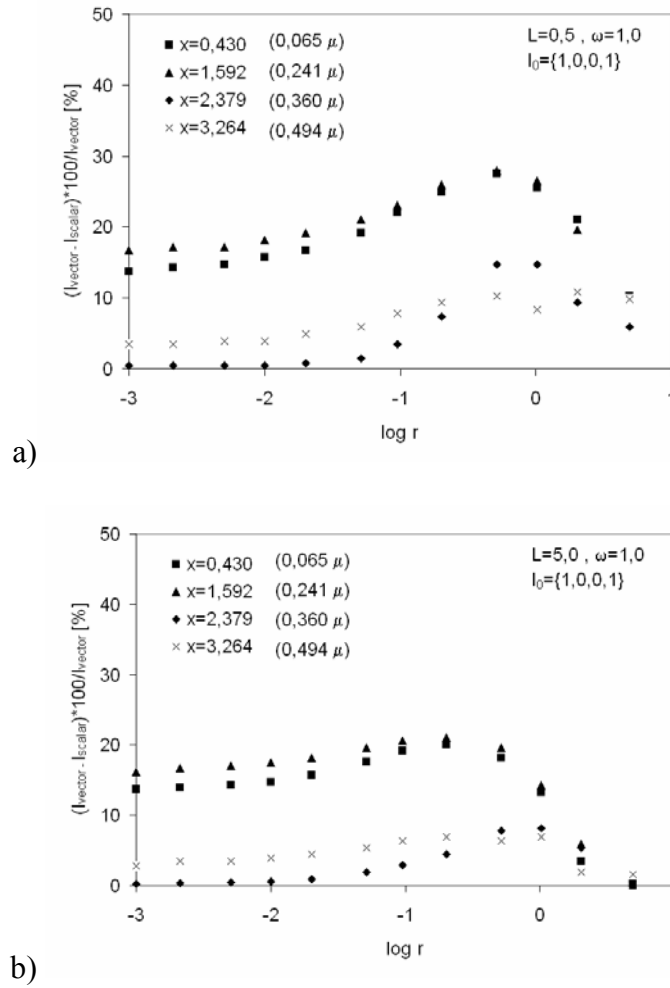 50
40
30
20
10
0
(Ivector - Iscalar)*100/Ivector [%]
x=0,430 (0,065 μ)
x=1,592 (0,241 μ)
x=2,379 (0,360 μ)
x=3,264 (0,494 μ)
L=0,5 , ω=1,0
I0={1,0,0,1}
-3 -2 -1 0 1
log r
a)
50
40
30
20
10
0
(Ivector - Iscalar)*100/Ivector [%]
x=0,430 (0,065 μ)
x=1,592 (0,241 μ)
x=2,379 (0,360 μ)
x=3,264 (0,494 μ)
L=5,0 , ω=1,0
I0={1,0,0,1}
-3 -2 -1 0
log r
b)